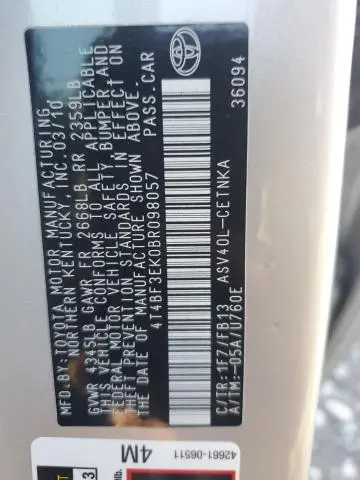 MFD.BY:TOYOTA MOTOR MANUFACTURING
NORTHERN KENTUCKY, INC.03/10
GVWR 4345LB GAWR FR 2668LB RR 2359LB
THIS VEHICLE CONFORMS TO ALL APPLICABLE
FEDERAL MOTOR VEHICLE SAFETY, BUMPER AND
THEFT PREVENTION STANDARDS IN EFFECT ON
THE DATE OF MANUFACTURE SHOWN ABOVE.
4T4BF3EK0BR098057 PASS.CAR
TOYOTA
C/TR:1F7/FB13 ASV40L-CETNKA
A/TM:-05A/U760E 36094
42661-06511
4M